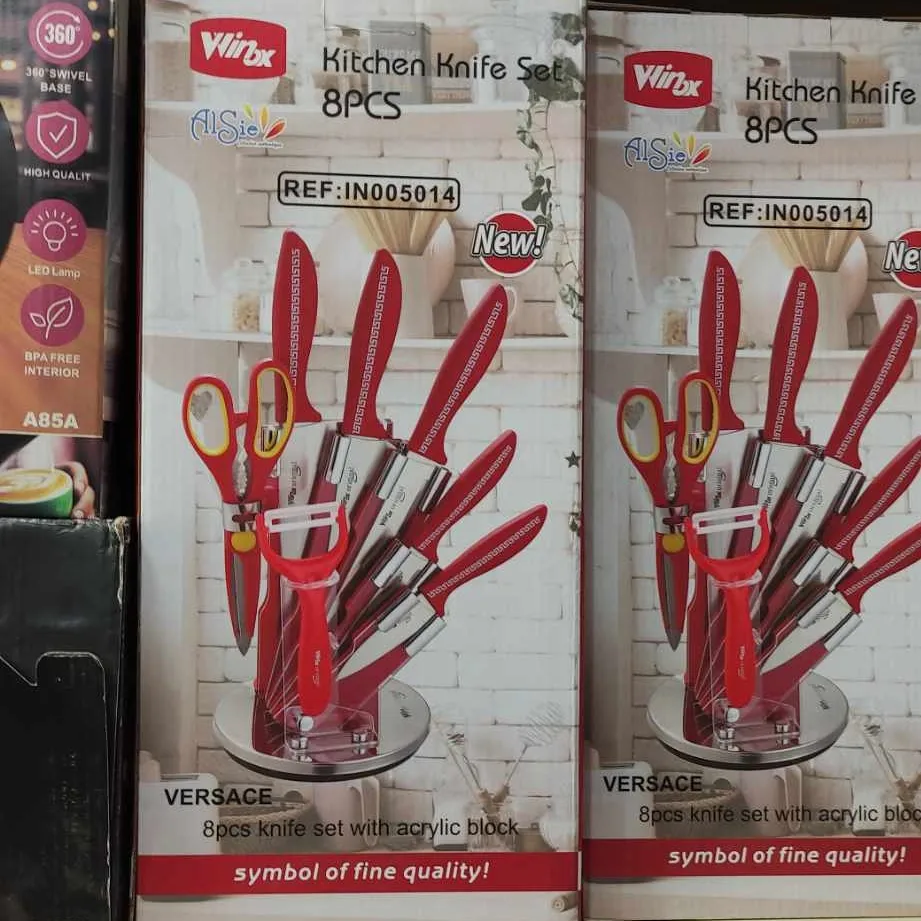 360°
360°SWIVEL
BASE
HIGH QUALIT
LED Lamp
BPA FREE
INTERIOR
A85A
Winox
Kitchen Knife Set
8PCS
AlSie
REF:IN005014
New!
VERSACE
8pcs knife set with acrylic block
symbol of fine quality!
Winox
Kitchen Knife
8PCS
AlSie
REF:IN005014
Ne
VERSACE
8pcs knife set with acrylic bloc
symbol of fine quality!